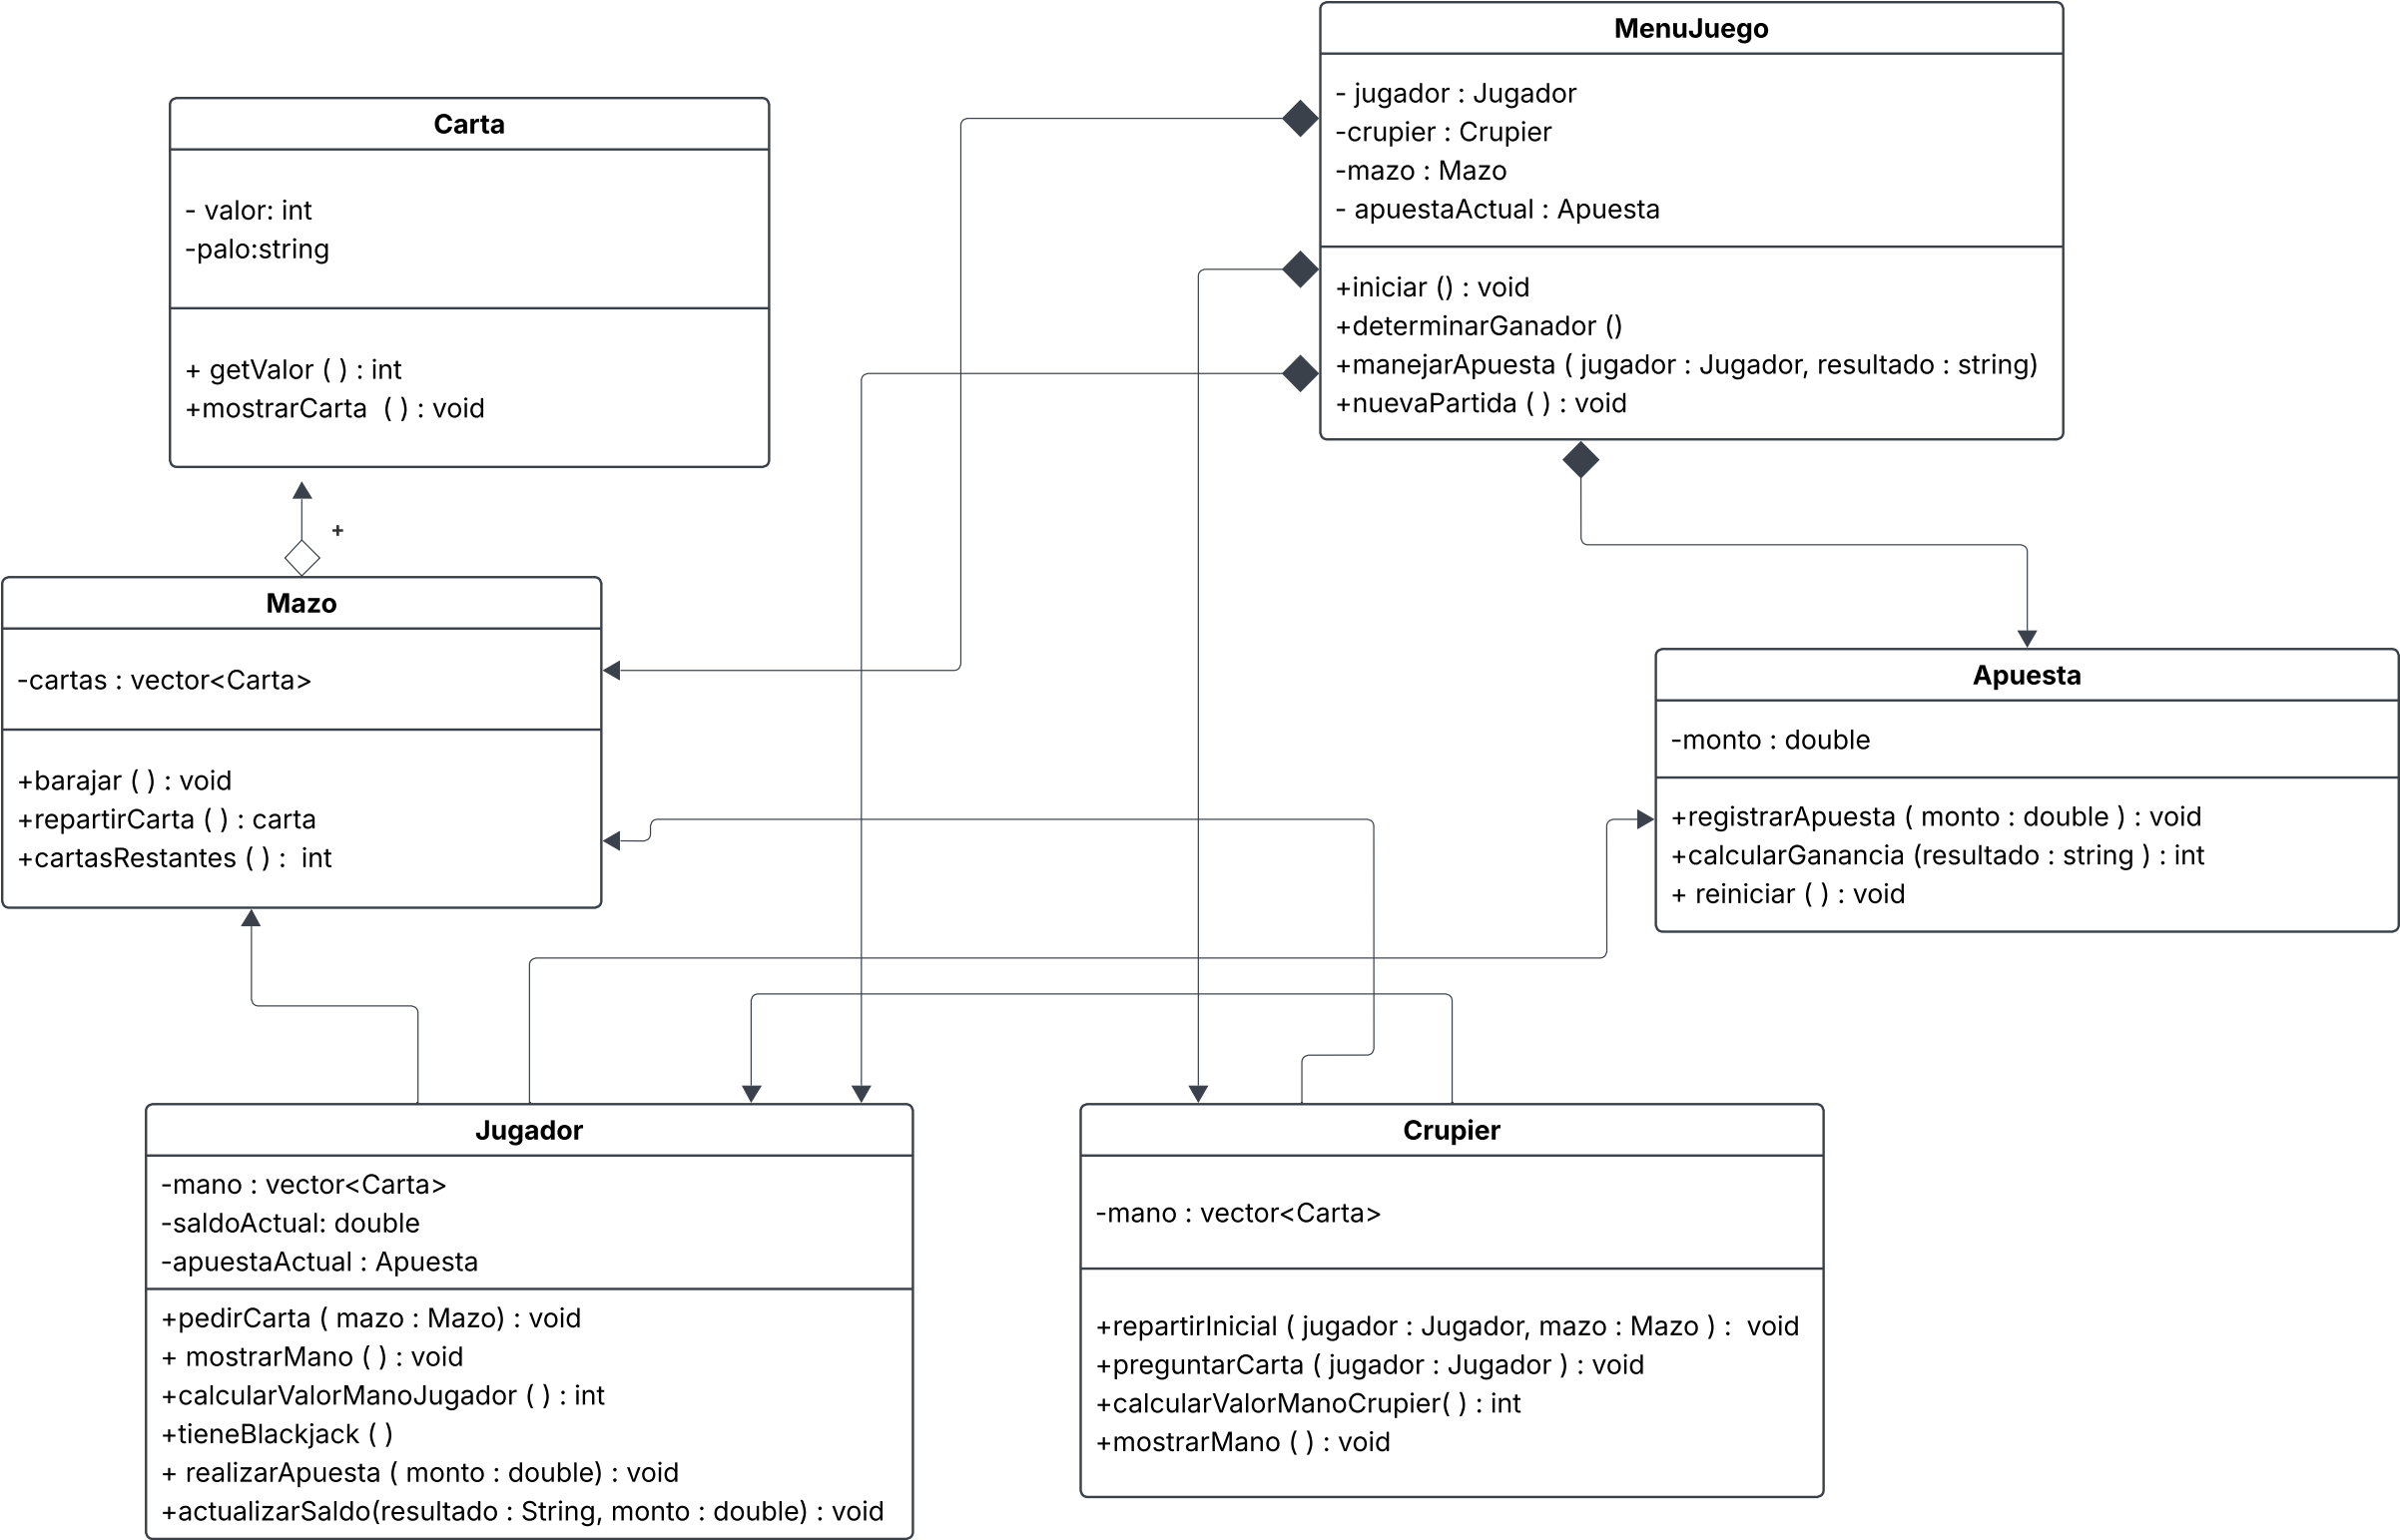 MenuJuego
- jugador : Jugador
-crupier : Crupier
-mazo : Mazo
- apuestaActual : Apuesta
+iniciar () : void
+determinarGanador ()
+manejarApuesta ( jugador : Jugador, resultado : string)
+nuevaPartida ( ) : void
Carta
- valor: int
-palo:string
+ getValor ( ) : int
+mostrarCarta  ( ) : void
+
Mazo
-cartas : vector<Carta>
+barajar ( ) : void
+repartirCarta ( ) : carta
+cartasRestantes ( ) :  int
Apuesta
-monto : double
+registrarApuesta ( monto : double ) : void
+calcularGanancia (resultado : string ) : int
+ reiniciar ( ) : void
Jugador
-mano : vector<Carta>
-saldoActual: double
-apuestaActual : Apuesta
+pedirCarta ( mazo : Mazo) : void
+ mostrarMano ( ) : void
+calcularValorManoJugador ( ) : int
+tieneBlackjack ( )
+ realizarApuesta ( monto : double) : void
+actualizarSaldo(resultado : String, monto : double) : void
Crupier
-mano : vector<Carta>
+repartirInicial ( jugador : Jugador, mazo : Mazo ) :  void
+preguntarCarta ( jugador : Jugador ) : void
+calcularValorManoCrupier( ) : int
+mostrarMano ( ) : void